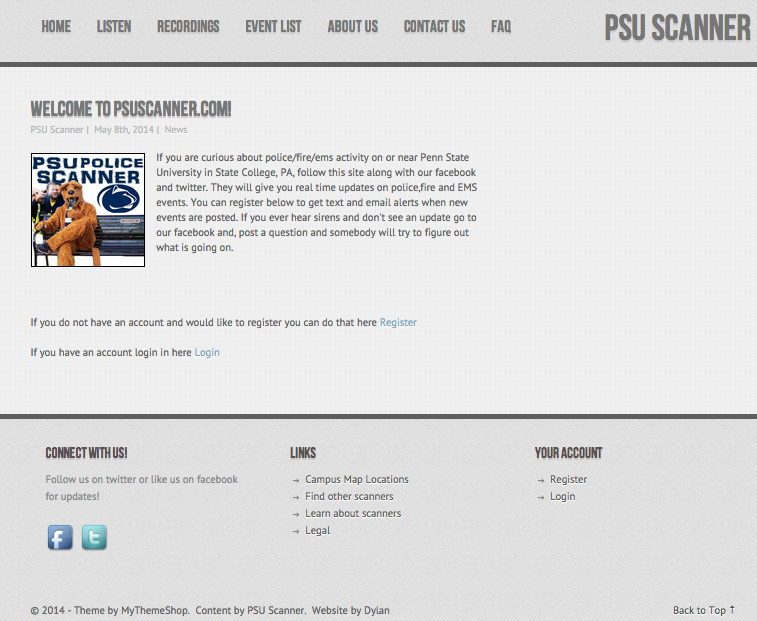 HOME LISTEN RECORDINGS EVENT LIST ABOUT US CONTACT US FAQ PSU SCANNER
WELCOME TO PSUSCANNER.COM!
PSU Scanner | May 8th, 2014 | News
PSU POLICE
SCANNER
If you are curious about police/fire/ems activity on or near Penn State
University in State College, PA, follow this site along with our facebook
and twitter. They will give you real time updates on police,fire and EMS
events. You can register below to get text and email alerts when new
events are posted. If you ever hear sirens and don't see an update go to
our facebook and, post a question and somebody will try to figure out
what is going on.
If you do not have an account and would like to register you can do that here Register
If you have an account login in here Login
CONNECT WITH US!
Follow us on twitter or like us on facebook
for updates!
f t
LINKS
→ Campus Map Locations
→ Find other scanners
→ Learn about scanners
→ Legal
YOUR ACCOUNT
→ Register
→ Login
© 2014 - Theme by MyThemeShop. Content by PSU Scanner. Website by Dylan
Back to Top ↑